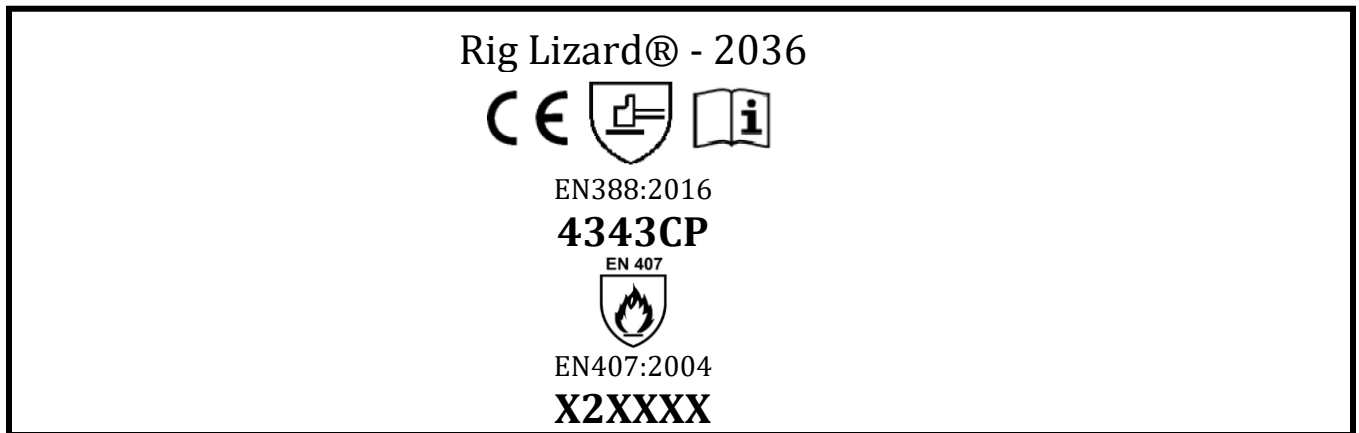 Rig Lizard® - 2036
CE i
EN388:2016
4343CP
EN 407
EN407:2004
X2XXXX